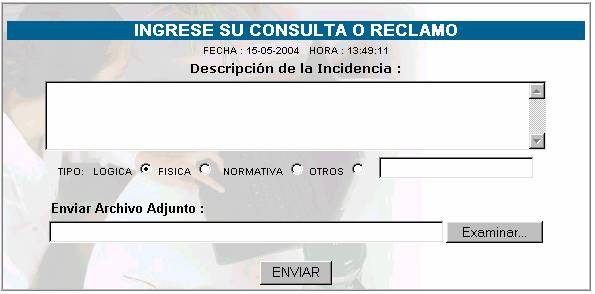 INGRESE SU CONSULTA O RECLAMO
FECHA : 15-05-2004 HORA : 13:49:11
Descripción de la Incidencia :
TIPO: LOGICA FISICA NORMATIVA OTROS
Enviar Archivo Adjunto :
Examinar...
ENVIAR